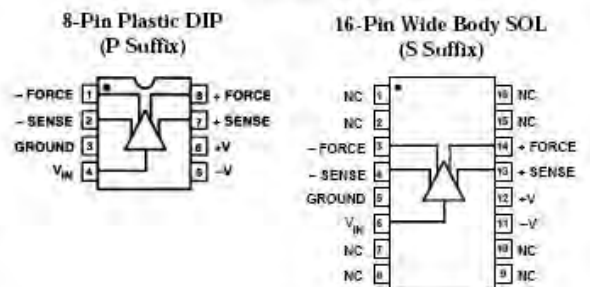 8-Pin Plastic DIP
(P Suffix)
– FORCE 1
8 + FORCE
– SENSE 2
7 + SENSE
GROUND 3
6 +V
VIN 4
5 –V
16-Pin Wide Body SOL
(S Suffix)
NC 1
16 NC
NC 2
15 NC
– FORCE 3
14 + FORCE
– SENSE 4
13 + SENSE
GROUND 5
12 +V
VIN 6
11 –V
NC 7
10 NC
NC 8
9 NC